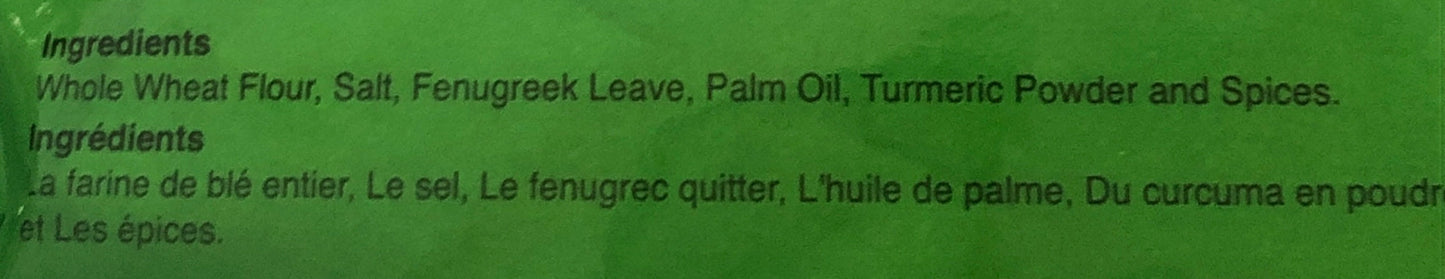 Ingredients
Whole Wheat Flour, Salt, Fenugreek Leave, Palm Oil, Turmeric Powder and Spices.
Ingrédients
La farine de blé entier, Le sel, Le fenugrec quitter, L'huile de palme, Du curcuma en poudr
et Les épices.